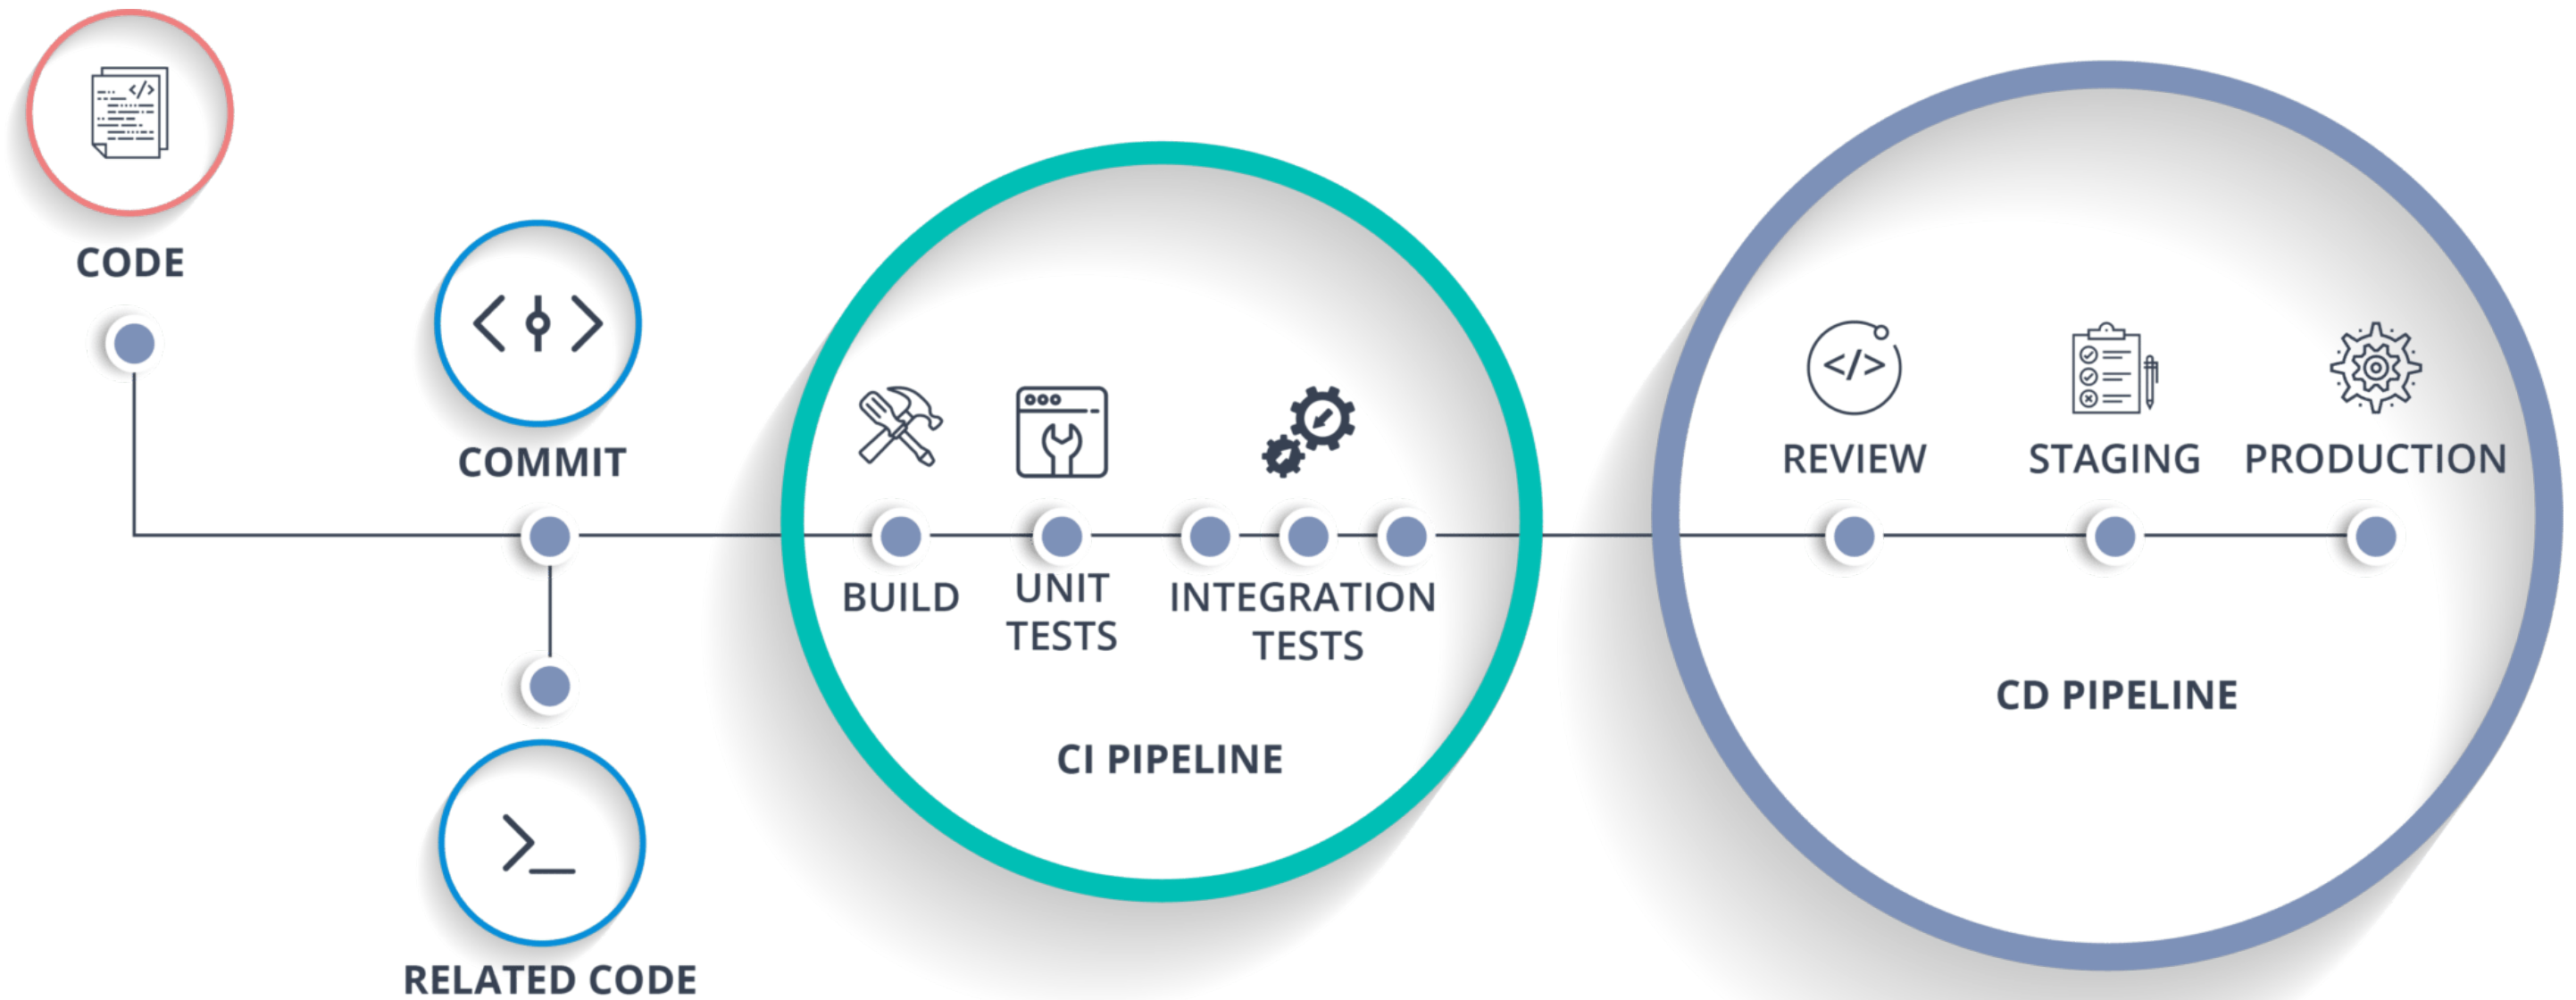 CODE
COMMIT
RELATED CODE
BUILD
UNIT
TESTS
INTEGRATION
TESTS
CI PIPELINE
REVIEW
STAGING
PRODUCTION
CD PIPELINE